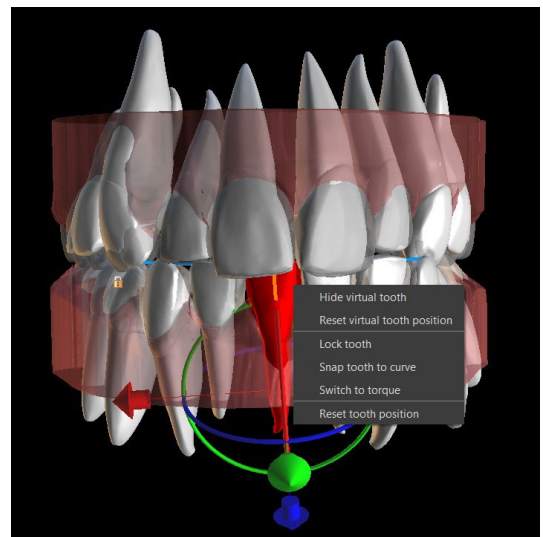 Hide virtual tooth
Reset virtual tooth position
Lock tooth
Snap tooth to curve
Switch to torque
Reset tooth position